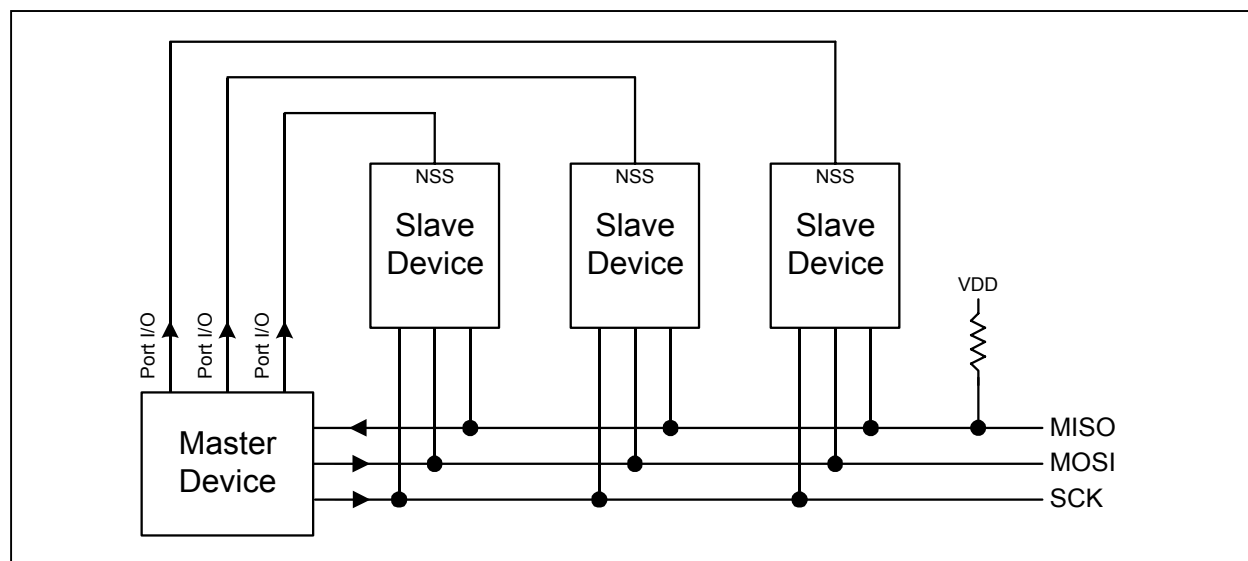 NSS
Slave
Device
NSS
Slave
Device
NSS
Slave
Device
VDD
Port I/O
Port I/O
Port I/O
Master
Device
MISO
MOSI
SCK